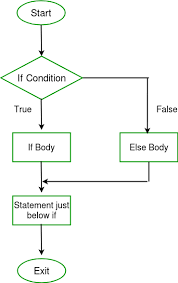 Start
If Condition
True
False
If Body
Else Body
Statement just
below if
Exit